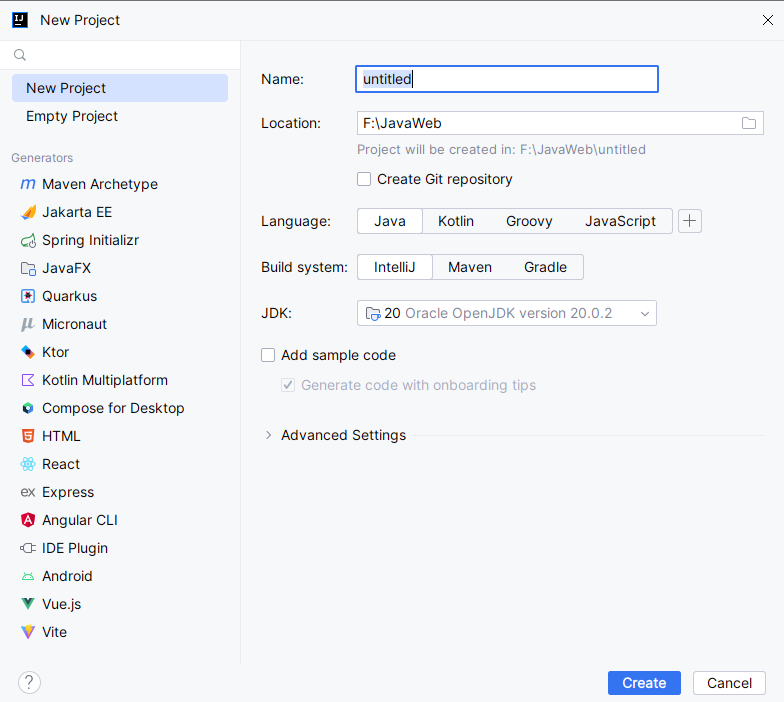 New Project
New Project
Empty Project
Generators
Maven Archetype
Jakarta EE
Spring Initializr
JavaFX
Quarkus
Micronaut
Ktor
Kotlin Multiplatform
Compose for Desktop
HTML
React
Express
Angular CLI
IDE Plugin
Android
Vue.js
Vite
Name: untitled
Location: F:\JavaWeb
Project will be created in: F:\JavaWeb\untitled
Create Git repository
Language: Java Kotlin Groovy JavaScript
Build system: IntelliJ Maven Gradle
JDK: 20 Oracle OpenJDK version 20.0.2
Add sample code
Generate code with onboarding tips
Advanced Settings
? Create Cancel